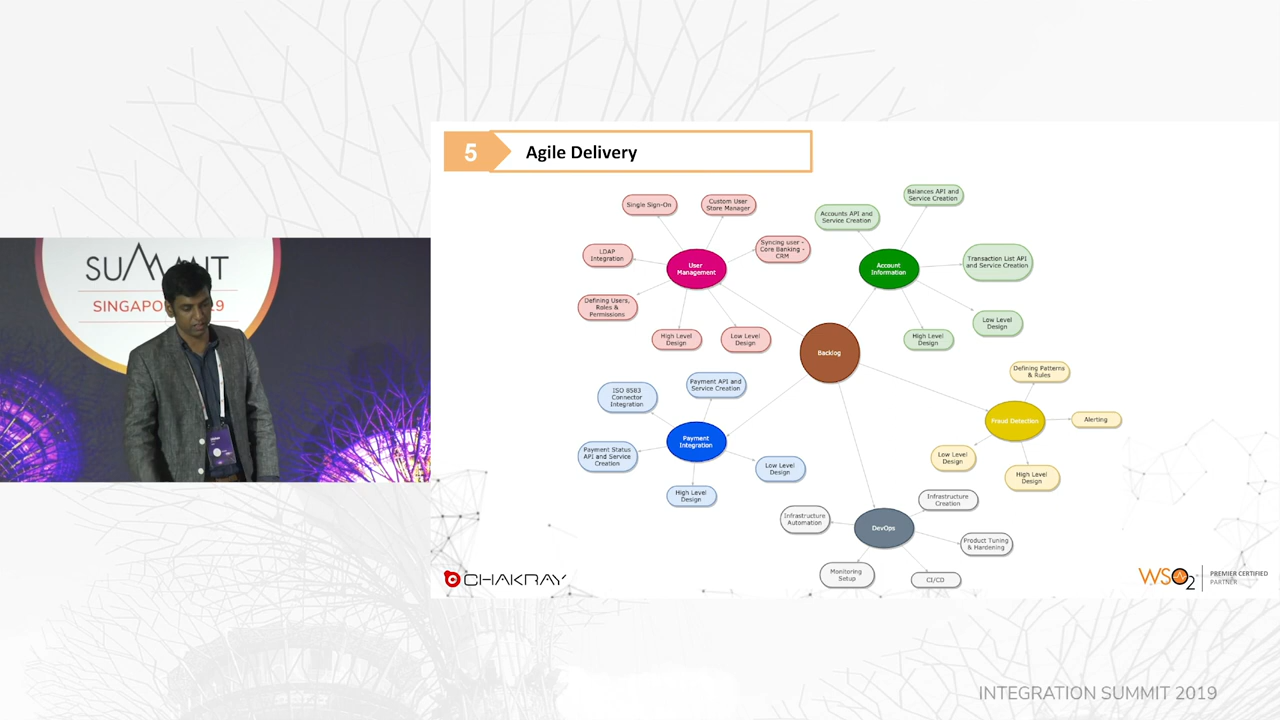 5
Agile Delivery
Single Sign-On
Custom User
Store Manager
LDAP
Integration
Syncing user -
Core Banking -
CRM
User
Management
Defining Users,
Roles &
Permissions
High Level
Design
Low Level
Design
Accounts API and
Service Creation
Balances API and
Service Creation
Account
Information
Transaction List API
and Service Creation
Low Level
Design
High Level
Design
Backlog
ISO 8583
Connector
Integration
Payment API and
Service Creation
Payment
Integration
Payment Status
API and Service
Creation
Low Level
Design
High Level
Design
Defining Patterns
& Rules
Fraud Detection
Alerting
Low Level
Design
High Level
Design
Infrastructure
Creation
Infrastructure
Automation
DevOps
Product Tuning
& Hardening
Monitoring
Setup
CI/CD
CHAKRAY
WSO2
PREMIER CERTIFIED
PARTNER
SUMMIT
INTEGRATION SUMMIT 2019